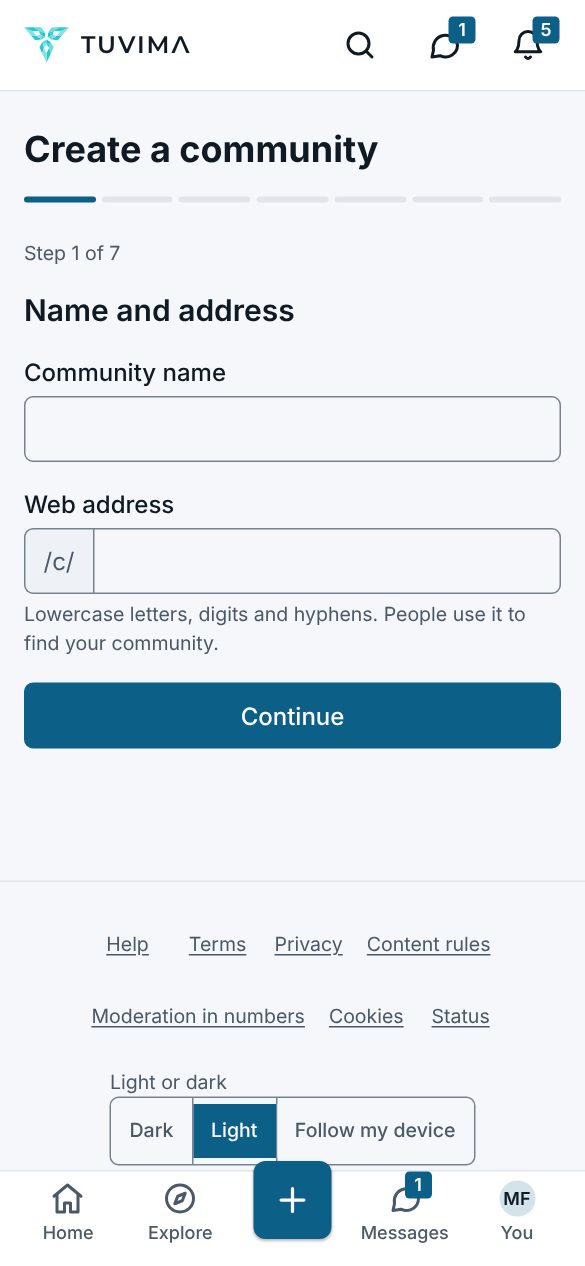 TUVIMA
1
5
Create a community
Step 1 of 7
Name and address
Community name
Web address
/c/
Lowercase letters, digits and hyphens. People use it to
find your community.
Continue
Help Terms Privacy Content rules
Moderation in numbers Cookies Status
Light or dark
Dark Light Follow my device
1
MF
Home Explore Messages You